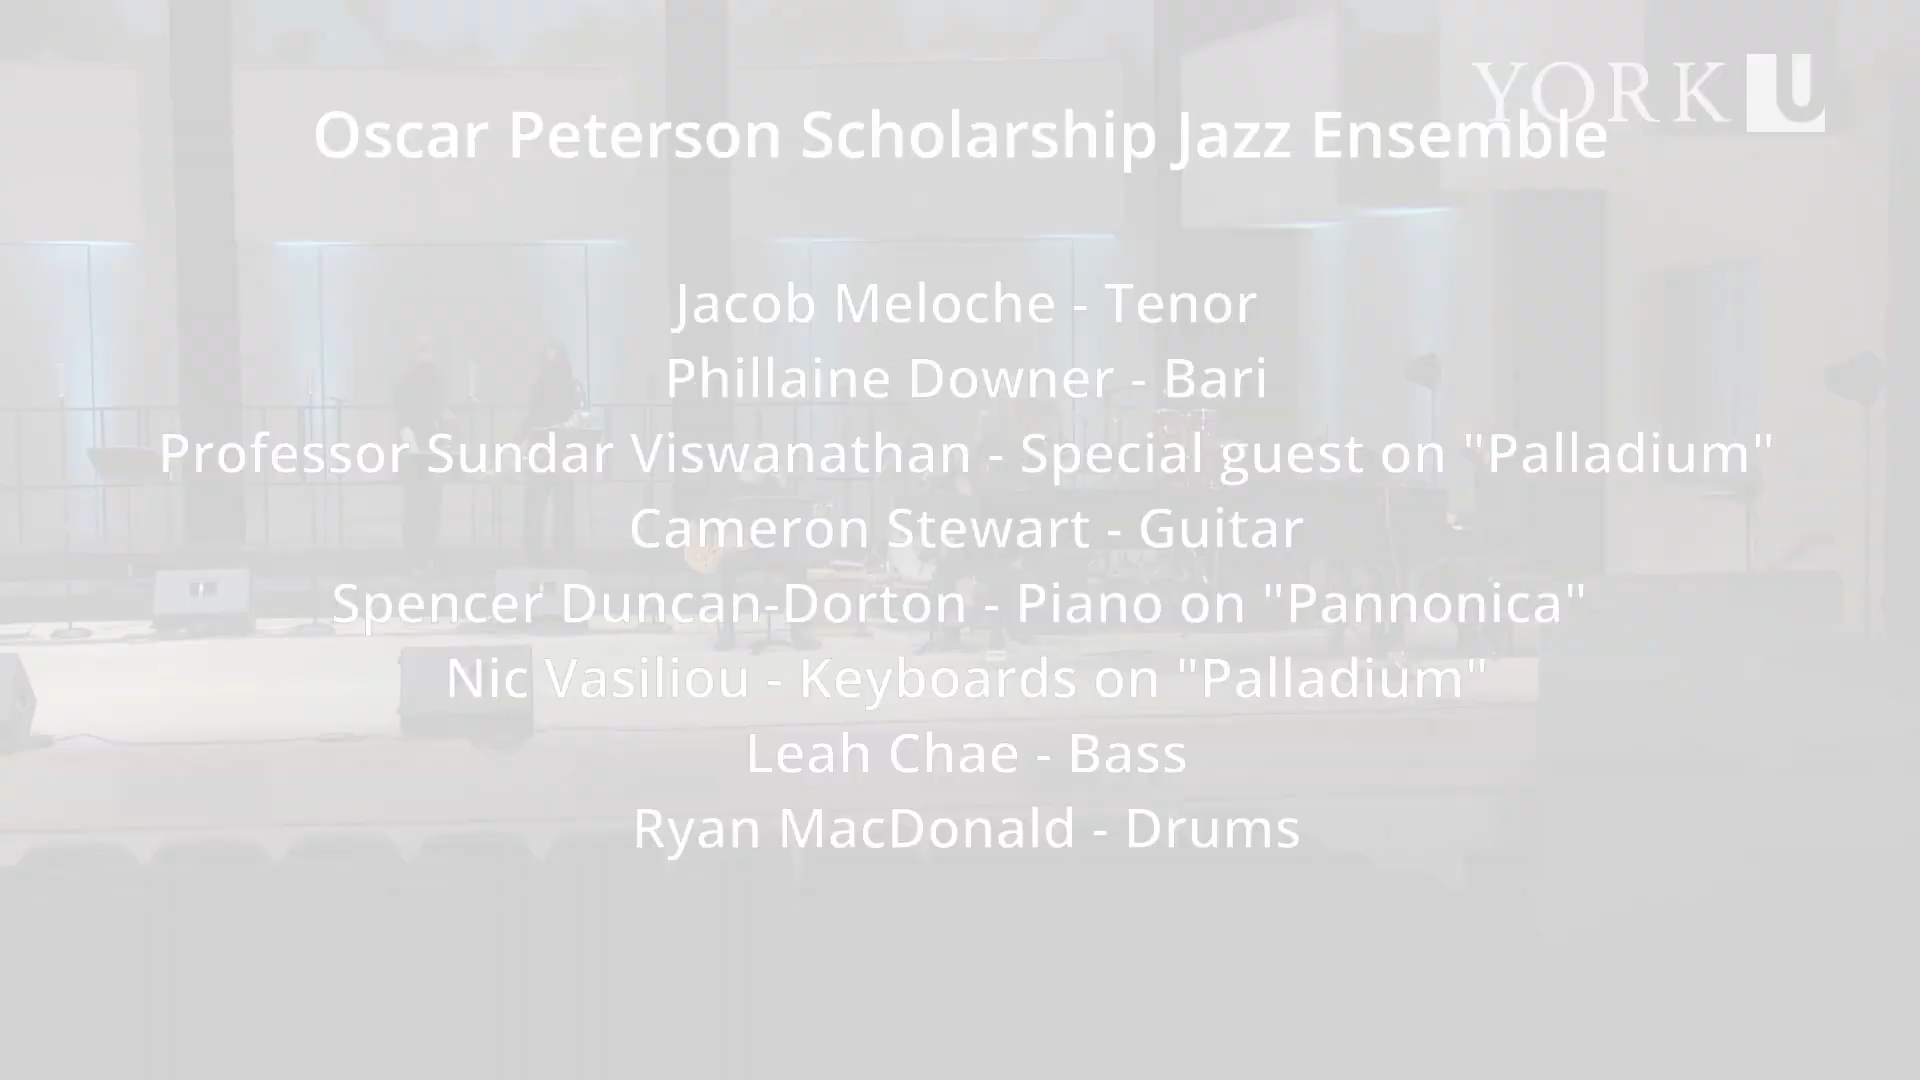 YORK U
Oscar Peterson Scholarship Jazz Ensemble
Jacob Meloche - Tenor
Phillaine Downer - Bari
Professor Sundar Viswanathan - Special guest on "Palladium"
Cameron Stewart - Guitar
Spencer Duncan-Dorton - Piano on "Pannonica"
Nic Vasiliou - Keyboards on "Palladium"
Leah Chae - Bass
Ryan MacDonald - Drums